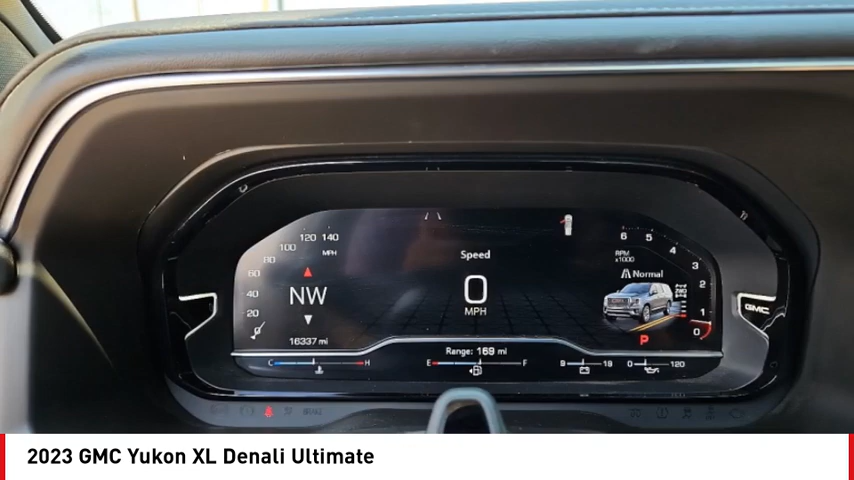 120 140
100
MPH
80
60
40
20
0
NW
16337 mi
C H
Speed
0
MPH
Range: 169 mi
E F
6 5 4 3 2 1 0
RPM
x1000
Normal
2WD
P
9 19
0 120
GMC
2023 GMC Yukon XL Denali Ultimate